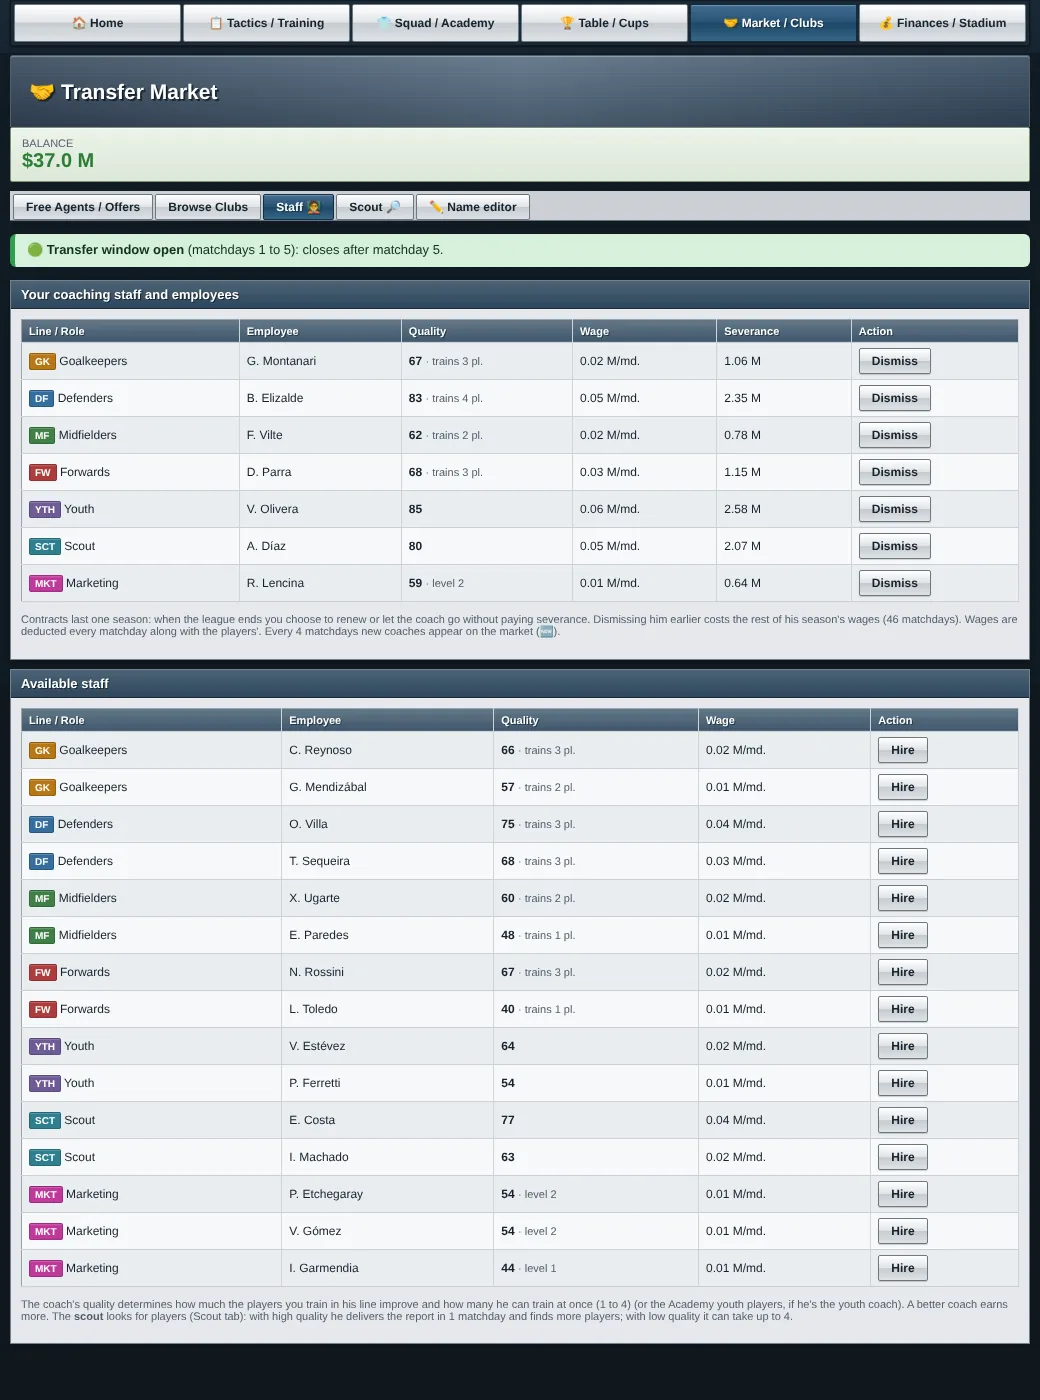 🏠 Home 📋 Tactics / Training 👕 Squad / Academy 🏆 Table / Cups 🤝 Market / Clubs 💰 Finances / Stadium
🤝 Transfer Market
BALANCE
$37.0 M
Free Agents / Offers Browse Clubs Staff 🧑‍🏫 Scout 🔎 ✏️ Name editor
🟢 Transfer window open (matchdays 1 to 5): closes after matchday 5.
Your coaching staff and employees
Line / Role Employee Quality Wage Severance Action
GK Goalkeepers G. Montanari 67 · trains 3 pl. 0.02 M/md. 1.06 M Dismiss
DF Defenders B. Elizalde 83 · trains 4 pl. 0.05 M/md. 2.35 M Dismiss
MF Midfielders F. Vilte 62 · trains 2 pl. 0.02 M/md. 0.78 M Dismiss
FW Forwards D. Parra 68 · trains 3 pl. 0.03 M/md. 1.15 M Dismiss
YTH Youth V. Olivera 85 0.06 M/md. 2.58 M Dismiss
SCT Scout A. Díaz 80 0.05 M/md. 2.07 M Dismiss
MKT Marketing R. Lencina 59 · level 2 0.01 M/md. 0.64 M Dismiss
Contracts last one season: when the league ends you choose to renew or let the coach go without paying severance. Dismissing him earlier costs the rest of his season's wages (46 matchdays). Wages are
deducted every matchday along with the players'. Every 4 matchdays new coaches appear on the market (🆕).
Available staff
Line / Role Employee Quality Wage Action
GK Goalkeepers C. Reynoso 66 · trains 3 pl. 0.02 M/md. Hire
GK Goalkeepers G. Mendizábal 57 · trains 2 pl. 0.01 M/md. Hire
DF Defenders O. Villa 75 · trains 3 pl. 0.04 M/md. Hire
DF Defenders T. Sequeira 68 · trains 3 pl. 0.03 M/md. Hire
MF Midfielders X. Ugarte 60 · trains 2 pl. 0.02 M/md. Hire
MF Midfielders E. Paredes 48 · trains 1 pl. 0.01 M/md. Hire
FW Forwards N. Rossini 67 · trains 3 pl. 0.02 M/md. Hire
FW Forwards L. Toledo 40 · trains 1 pl. 0.01 M/md. Hire
YTH Youth V. Estévez 64 0.02 M/md. Hire
YTH Youth P. Ferretti 54 0.01 M/md. Hire
SCT Scout E. Costa 77 0.04 M/md. Hire
SCT Scout I. Machado 63 0.02 M/md. Hire
MKT Marketing P. Etchegaray 54 · level 2 0.01 M/md. Hire
MKT Marketing V. Gómez 54 · level 2 0.01 M/md. Hire
MKT Marketing I. Garmendia 44 · level 1 0.01 M/md. Hire
The coach's quality determines how much the players you train in his line improve and how many he can train at once (1 to 4) (or the Academy youth players, if he's the youth coach). A better coach earns
more. The scout looks for players (Scout tab): with high quality he delivers the report in 1 matchday and finds more players; with low quality it can take up to 4.